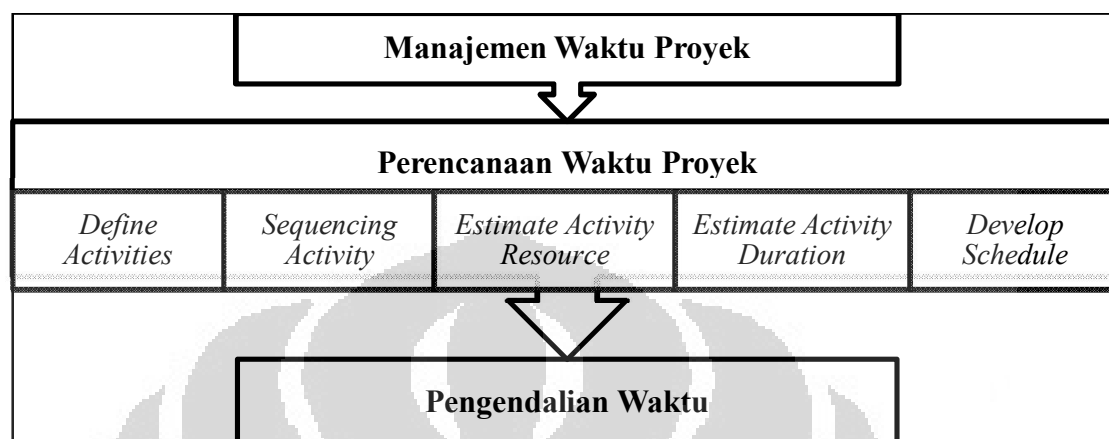 Manajemen Waktu Proyek
Perencanaan Waktu Proyek
Define
Activities
Sequencing
Activity
Estimate Activity
Resource
Estimate Activity
Duration
Develop
Schedule
Pengendalian Waktu